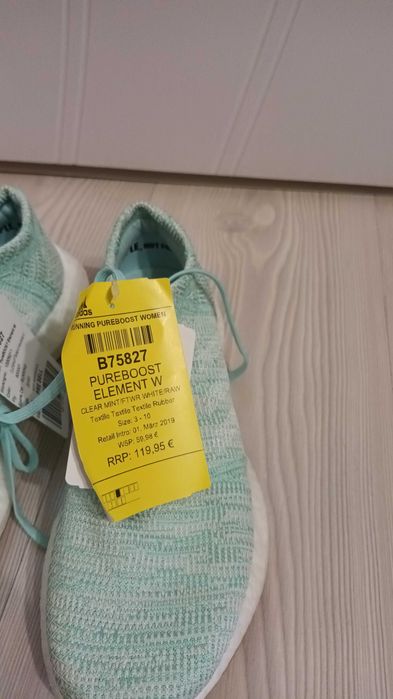 adidas
RUNNING PUREBOOST WOMEN
B75827
PUREBOOST
ELEMENT W
CLEAR MINT/FTWR WHITE/RAW
Textile Textile Textile Rubber
Size: 3 - 10
Retail Intro: 01. März 2019
WSP: 59,98 €
RRP: 119,95 €